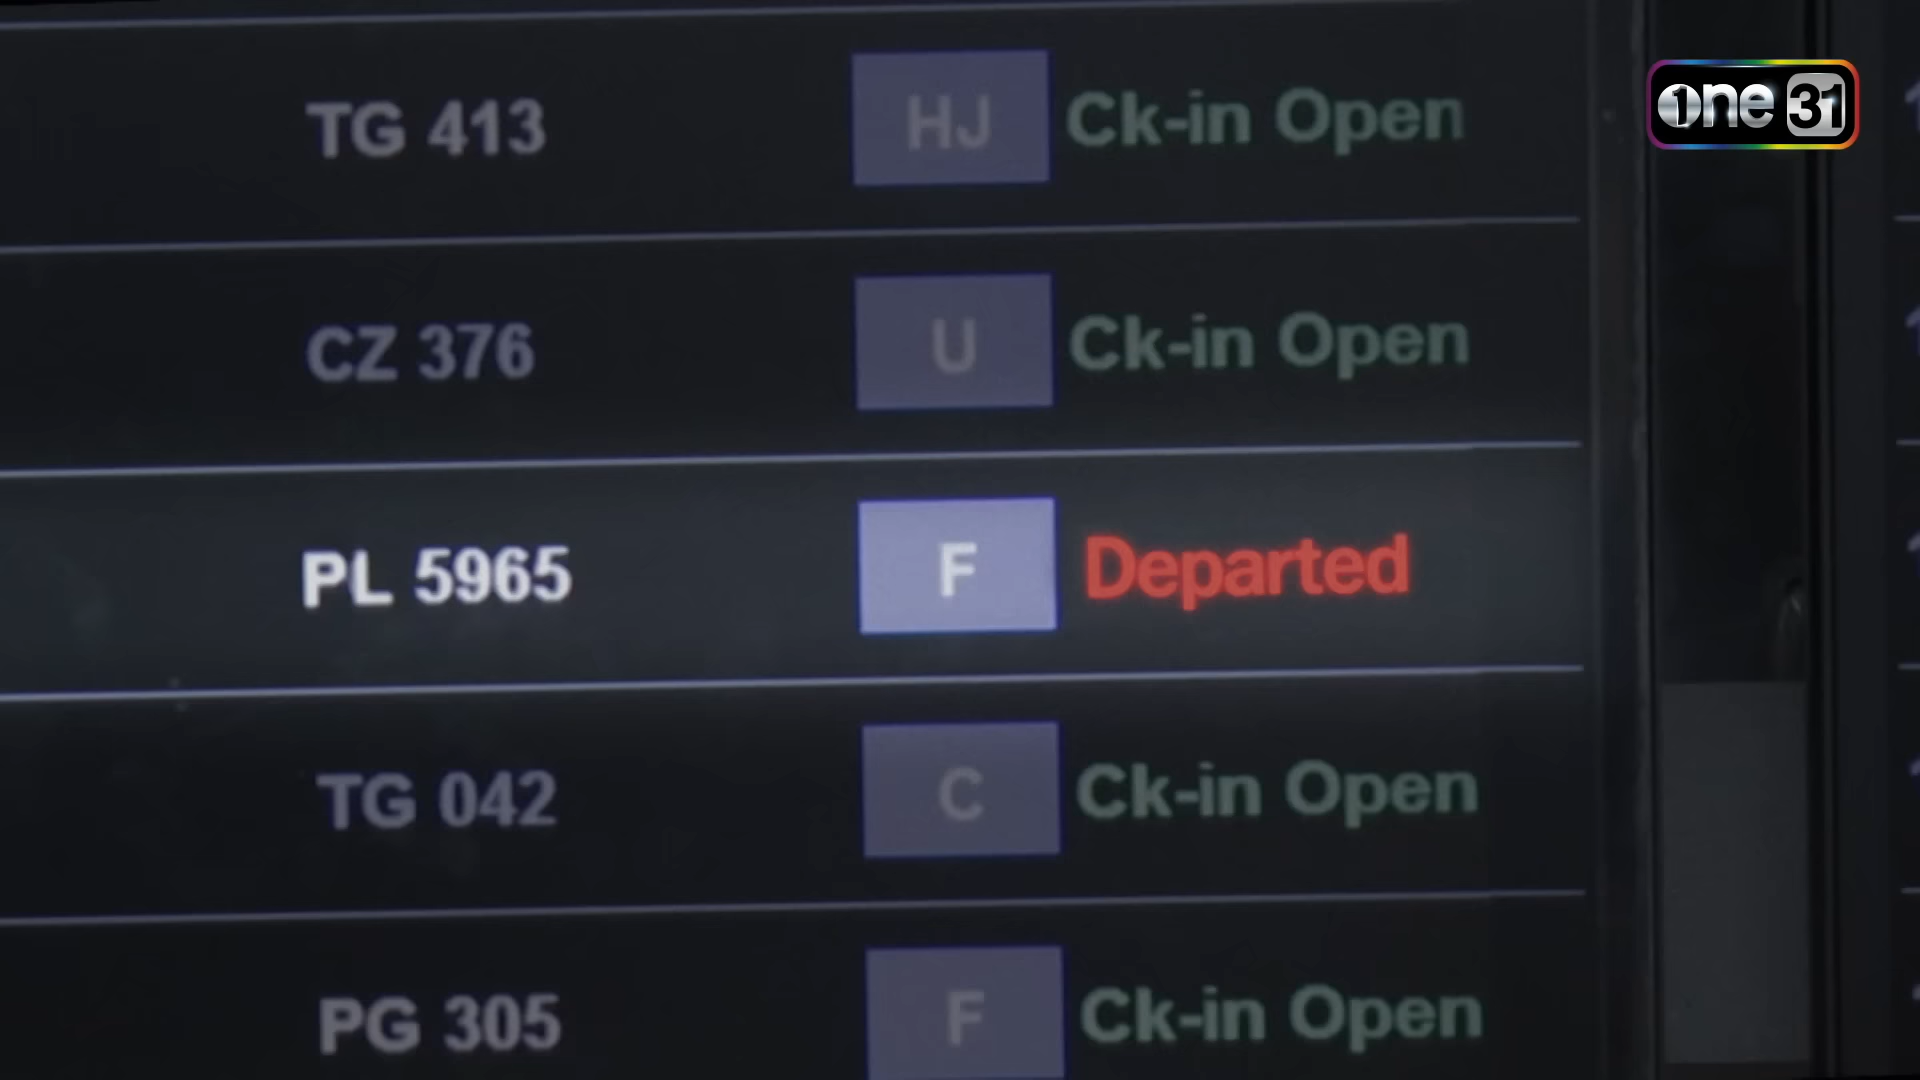 one 31
TG 413 HJ Ck-in Open
CZ 376 U Ck-in Open
PL 5965 F Departed
TG 042 C Ck-in Open
PG 305 F Ck-in Open